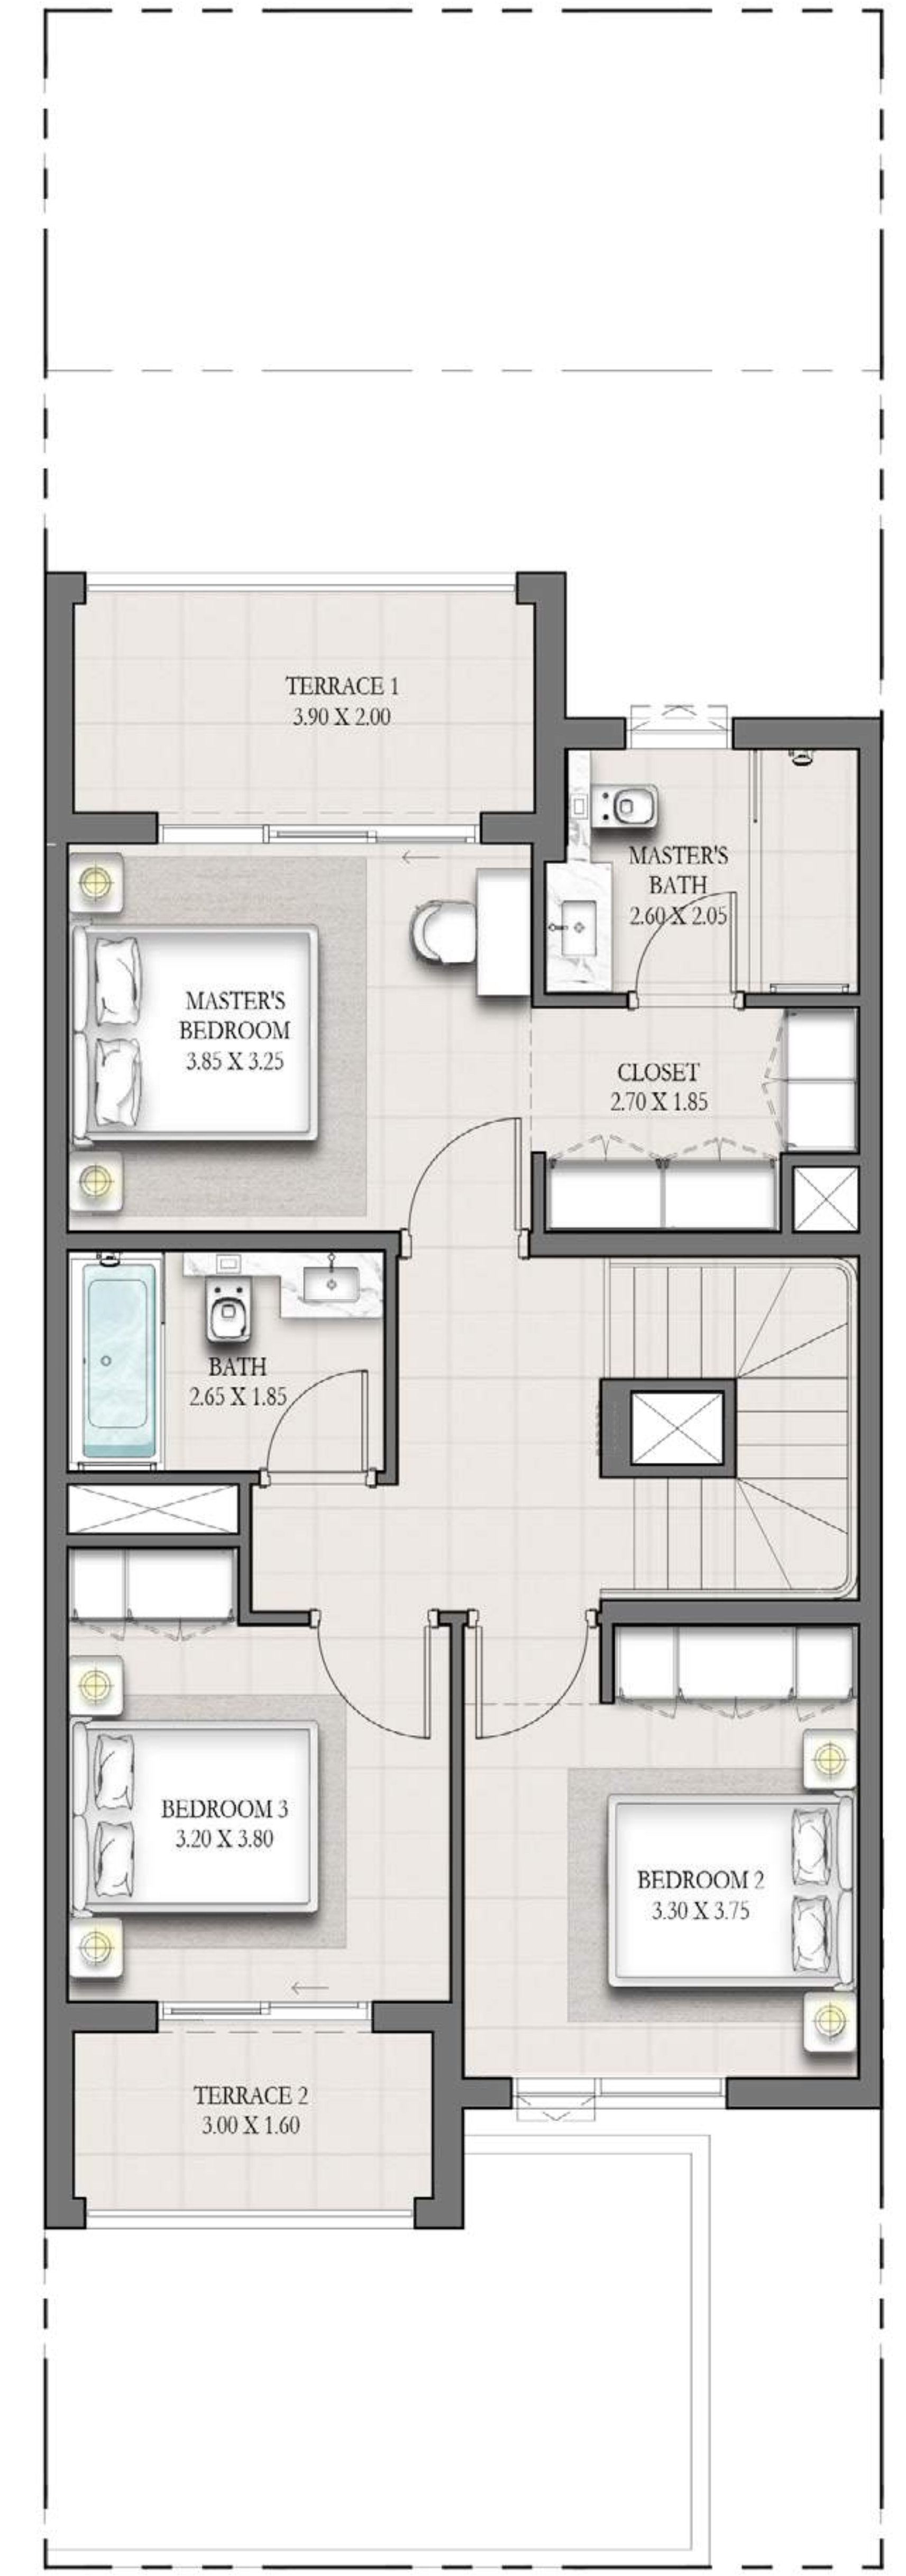 TERRACE 1
3.90 X 2.00
MASTER'S
BATH
2.60 X 2.05
MASTER'S
BEDROOM
3.85 X 3.25
CLOSET
2.70 X 1.85
BATH
2.65 X 1.85
BEDROOM 3
3.20 X 3.80
BEDROOM 2
3.30 X 3.75
TERRACE 2
3.00 X 1.60